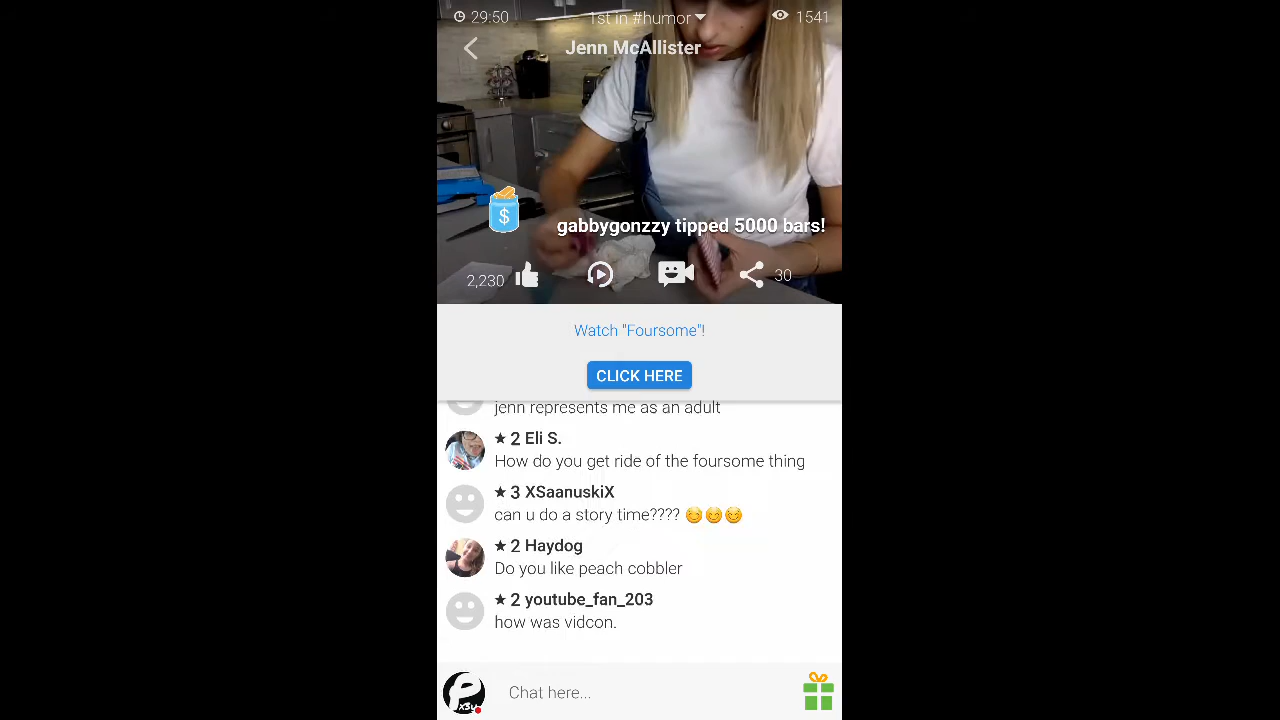 29:50
1st in #humor
1541
Jenn McAllister
$
gabbygonzzy tipped 5000 bars!
2,230
30
Watch "Foursome"!
CLICK HERE
jenn represents me as an adult
★ 2 Eli S.
How do you get ride of the foursome thing
★ 3 XSaanuskiX
can u do a story time???? 😊😊😊
★ 2 Haydog
Do you like peach cobbler
★ 2 youtube_fan_203
how was vidcon.
Chat here...